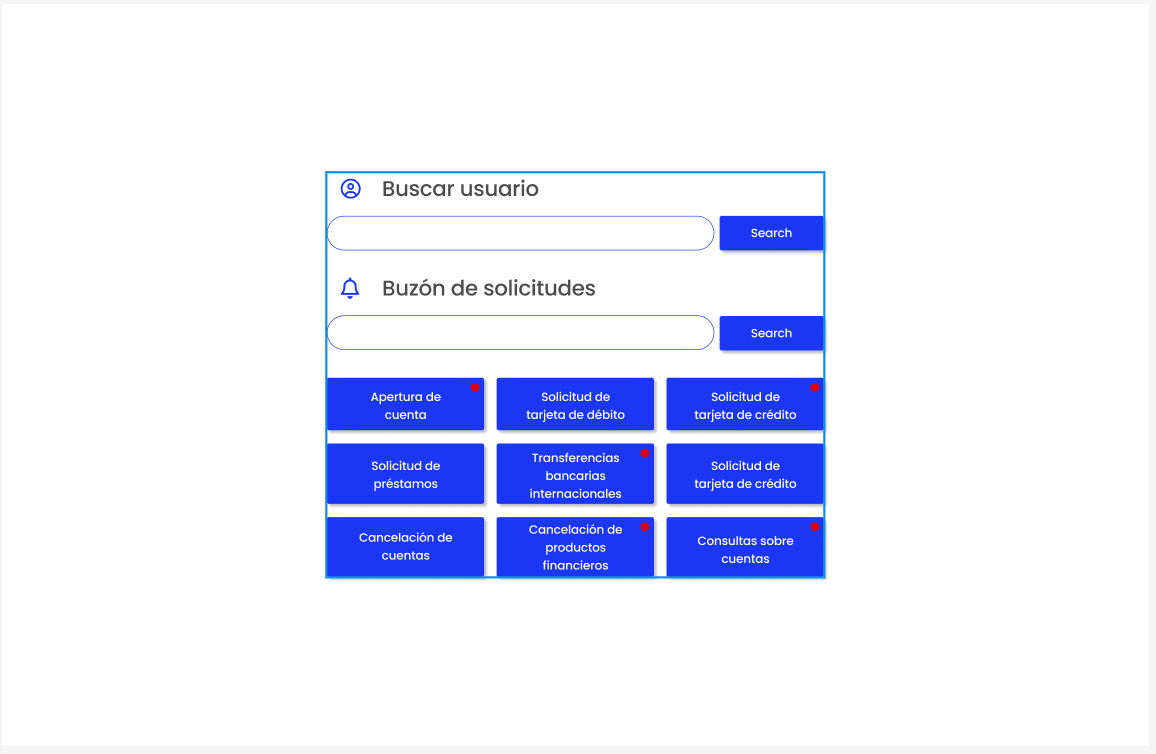 Buscar usuario
Search
Buzón de solicitudes
Search
Apertura de
cuenta
Solicitud de
tarjeta de débito
Solicitud de
tarjeta de crédito
Solicitud de
préstamos
Transferencias
bancarias
internacionales
Solicitud de
tarjeta de crédito
Cancelación de
cuentas
Cancelación de
productos
financieros
Consultas sobre
cuentas